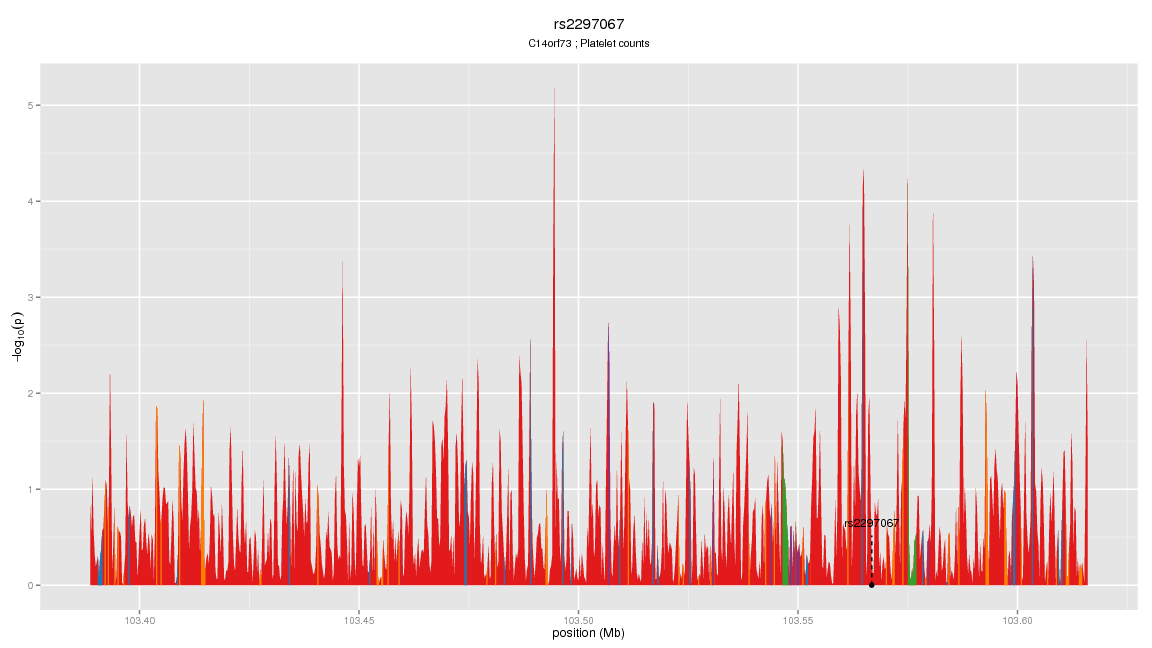 rs2297067
C14orf73 ; Platelet counts
−log10(p)
5
4
3
2
1
0
rs2297067
103.40 103.45 103.50 103.55 103.60
position (Mb)